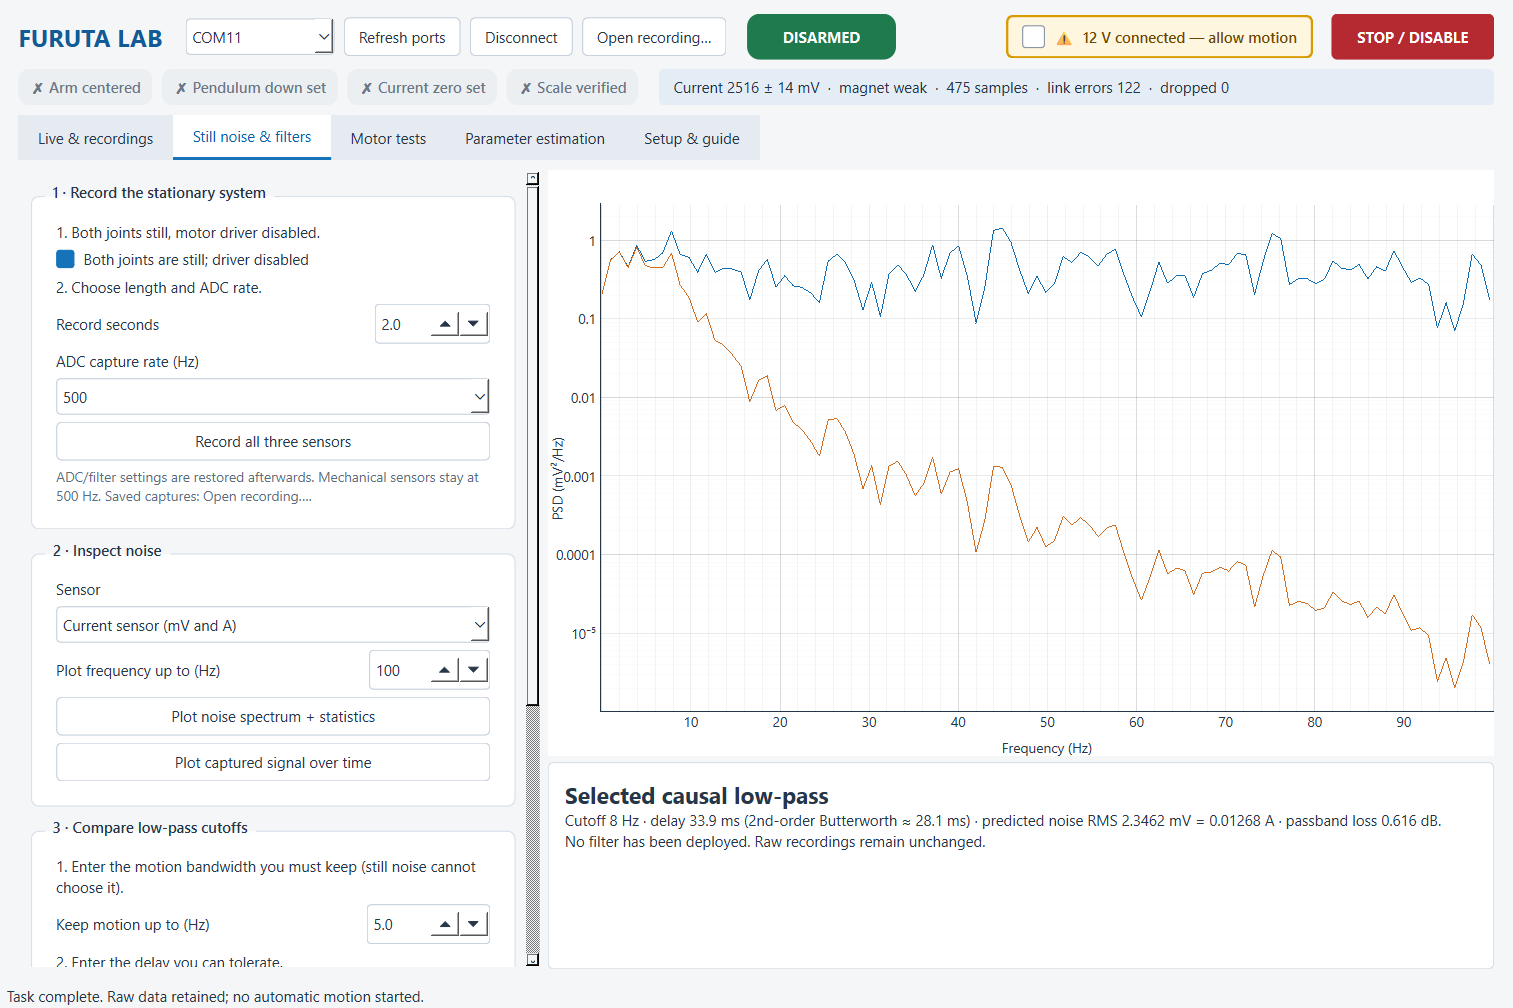 FURUTA LAB
COM11
Refresh ports
Disconnect
Open recording...
DISARMED
⚠ 12 V connected — allow motion
STOP / DISABLE
✗ Arm centered
✗ Pendulum down set
✗ Current zero set
✗ Scale verified
Current 2516 ± 14 mV · magnet weak · 475 samples · link errors 122 · dropped 0
Live & recordings
Still noise & filters
Motor tests
Parameter estimation
Setup & guide
1 · Record the stationary system
1. Both joints still, motor driver disabled.
Both joints are still; driver disabled
2. Choose length and ADC rate.
Record seconds
2.0
ADC capture rate (Hz)
500
Record all three sensors
ADC/filter settings are restored afterwards. Mechanical sensors stay at
500 Hz. Saved captures: Open recording....
2 · Inspect noise
Sensor
Current sensor (mV and A)
Plot frequency up to (Hz)
100
Plot noise spectrum + statistics
Plot captured signal over time
3 · Compare low-pass cutoffs
1. Enter the motion bandwidth you must keep (still noise cannot
choose it).
Keep motion up to (Hz)
5.0
2. Enter the delay you can tolerate.
PSD (mV²/Hz)
1
0.1
0.01
0.001
0.0001
10⁻⁵
10 20 30 40 50 60 70 80 90
Frequency (Hz)
Selected causal low-pass
Cutoff 8 Hz · delay 33.9 ms (2nd-order Butterworth ≈ 28.1 ms) · predicted noise RMS 2.3462 mV = 0.01268 A · passband loss 0.616 dB.
No filter has been deployed. Raw recordings remain unchanged.
Task complete. Raw data retained; no automatic motion started.